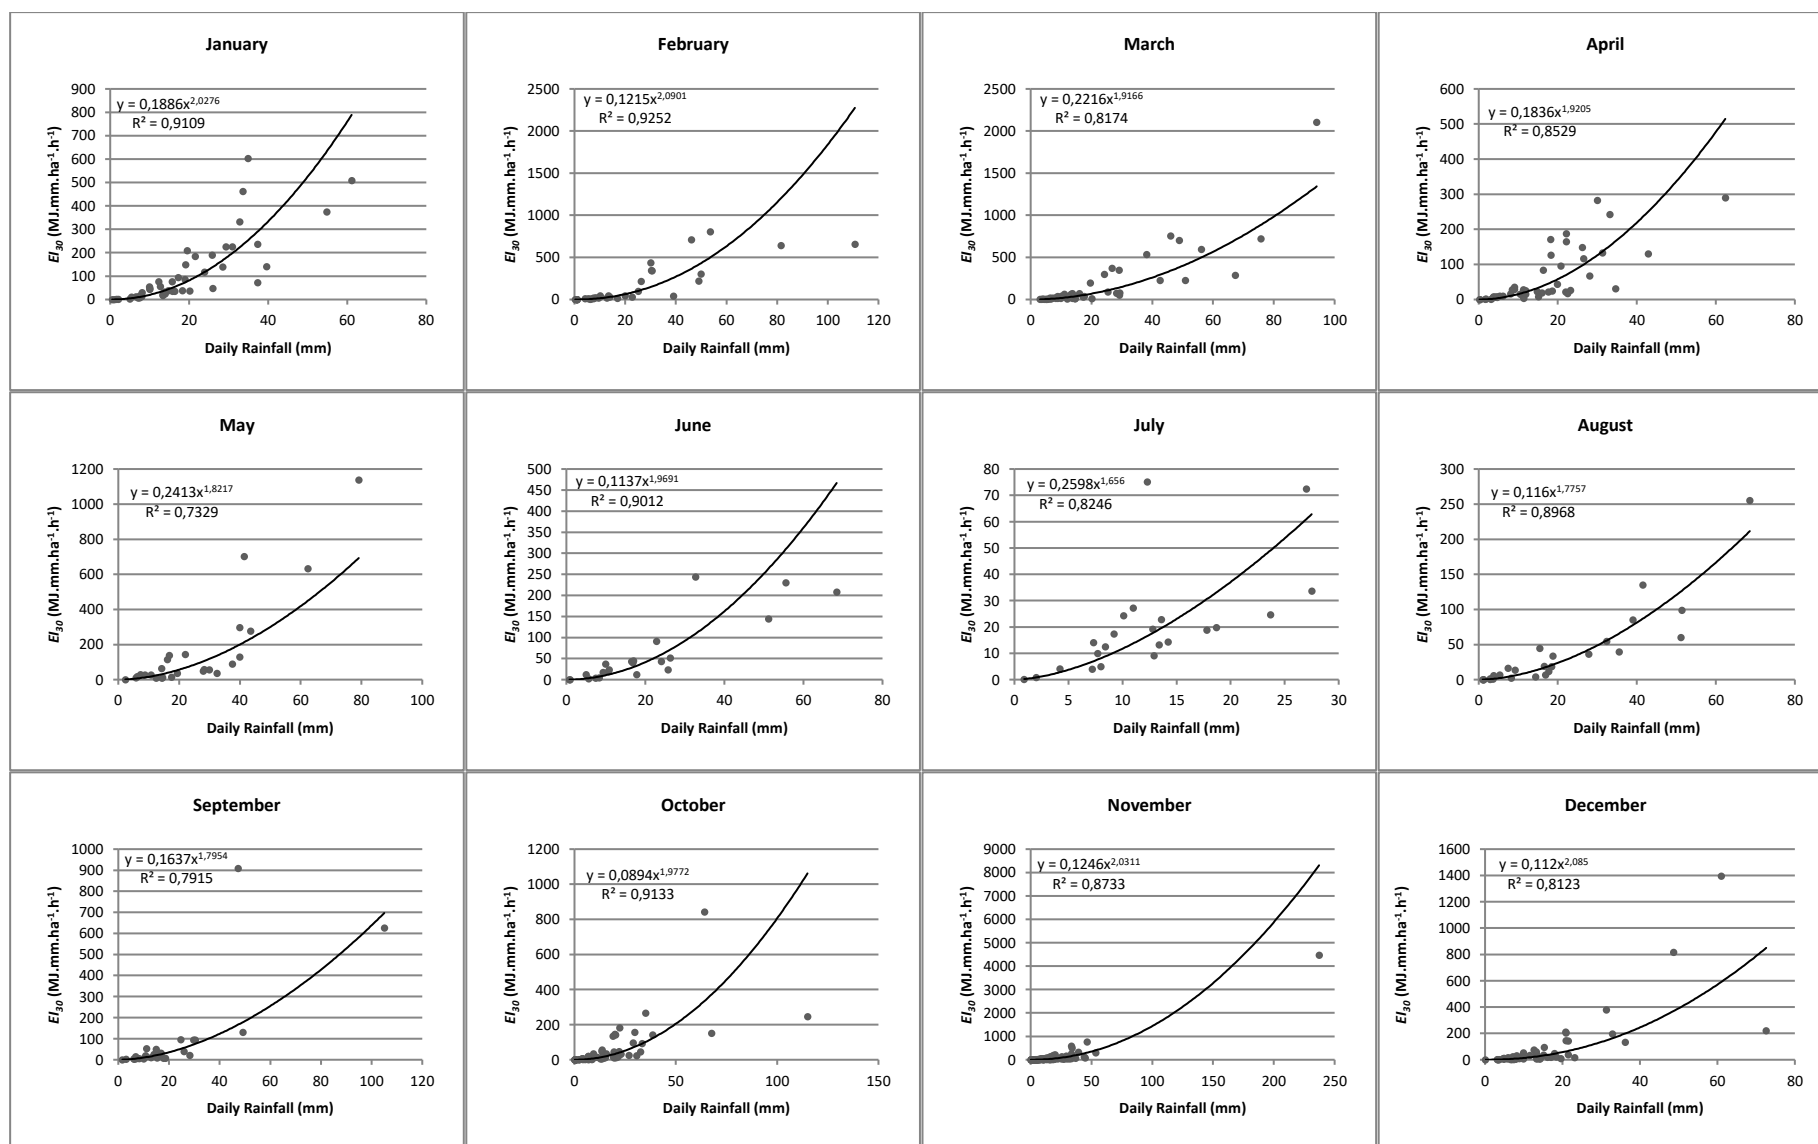 January
y = 0,1886x^2,0276
R² = 0,9109
EI30 (MJ.mm.ha-1.h-1)
900
800
700
600
500
400
300
200
100
0
0 20 40 60 80
Daily Rainfall (mm)
February
y = 0,1215x^2,0901
R² = 0,9252
EI30 (MJ.mm.ha-1.h-1)
2500
2000
1500
1000
500
0
0 20 40 60 80 100 120
Daily Rainfall (mm)
March
y = 0,2216x^1,9166
R² = 0,8174
EI30 (MJ.mm.ha-1.h-1)
2500
2000
1500
1000
500
0
0 20 40 60 80 100
Daily Rainfall (mm)
April
y = 0,1836x^1,9205
R² = 0,8529
EI30 (MJ.mm.ha-1.h-1)
600
500
400
300
200
100
0
0 20 40 60 80
Daily Rainfall (mm)
May
y = 0,2413x^1,8217
R² = 0,7329
EI30 (MJ.mm.ha-1.h-1)
1200
1000
800
600
400
200
0
0 20 40 60 80 100
Daily Rainfall (mm)
June
y = 0,1137x^1,9691
R² = 0,9012
EI30 (MJ.mm.ha-1.h-1)
500
450
400
350
300
250
200
150
100
50
0
0 20 40 60 80
Daily Rainfall (mm)
July
y = 0,2598x^1,656
R² = 0,8246
EI30 (MJ.mm.ha-1.h-1)
80
70
60
50
40
30
20
10
0
0 5 10 15 20 25 30
Daily Rainfall (mm)
August
y = 0,116x^1,7757
R² = 0,8968
EI30 (MJ.mm.ha-1.h-1)
300
250
200
150
100
50
0
0 20 40 60 80
Daily Rainfall (mm)
September
y = 0,1637x^1,7954
R² = 0,7915
EI30 (MJ.mm.ha-1.h-1)
1000
900
800
700
600
500
400
300
200
100
0
0 20 40 60 80 100 120
Daily Rainfall (mm)
October
y = 0,0894x^1,9772
R² = 0,9133
EI30 (MJ.mm.ha-1.h-1)
1200
1000
800
600
400
200
0
0 50 100 150
Daily Rainfall (mm)
November
y = 0,1246x^2,0311
R² = 0,8733
EI30 (MJ.mm.ha-1.h-1)
9000
8000
7000
6000
5000
4000
3000
2000
1000
0
0 50 100 150 200 250
Daily Rainfall (mm)
December
y = 0,112x^2,085
R² = 0,8123
EI30 (MJ.mm.ha-1.h-1)
1600
1400
1200
1000
800
600
400
200
0
0 20 40 60 80
Daily Rainfall (mm)